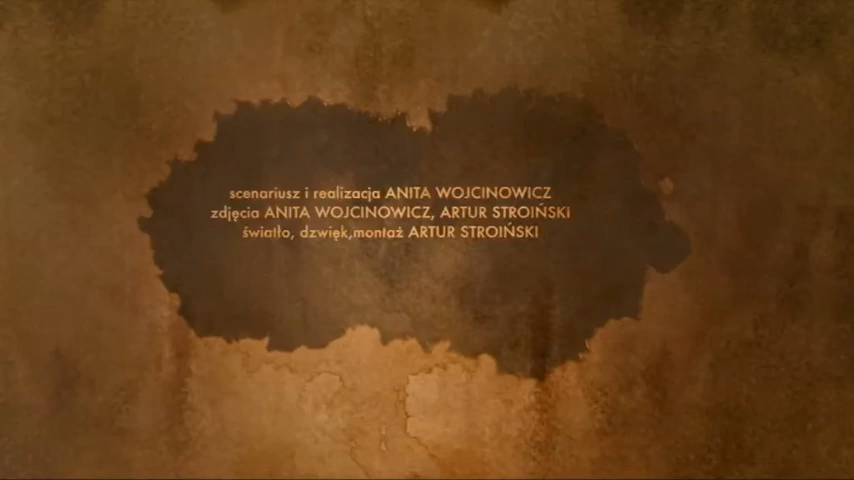 scenariusz i realizacja ANITA WOJCINOWICZ
zdjęcia ANITA WOJCINOWICZ, ARTUR STROIŃSKI
światło, dzwięk,montaż ARTUR STROIŃSKI